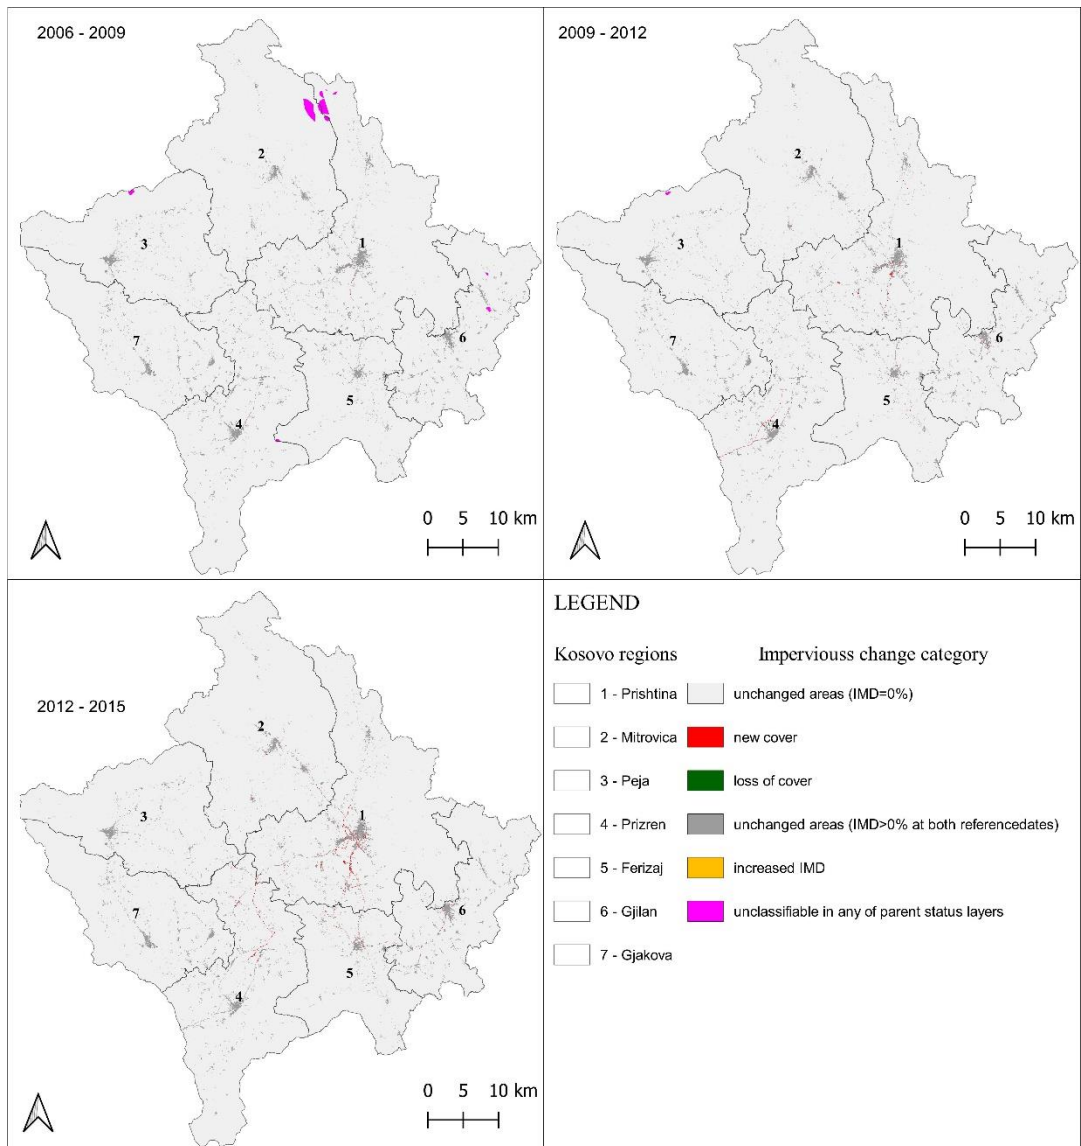 2006 - 2009
2
3
1
7
6
5
4
0 5 10 km
2009 - 2012
2
3
1
7
6
5
4
0 5 10 km
2012 - 2015
2
3
1
7
6
5
4
0 5 10 km
LEGEND
Kosovo regions Imperviouss change category
1 - Prishtina unchanged areas (IMD=0%)
2 - Mitrovica new cover
3 - Peja loss of cover
4 - Prizren unchanged areas (IMD>0% at both referencedates)
5 - Ferizaj increased IMD
6 - Gjilan unclassifiable in any of parent status layers
7 - Gjakova